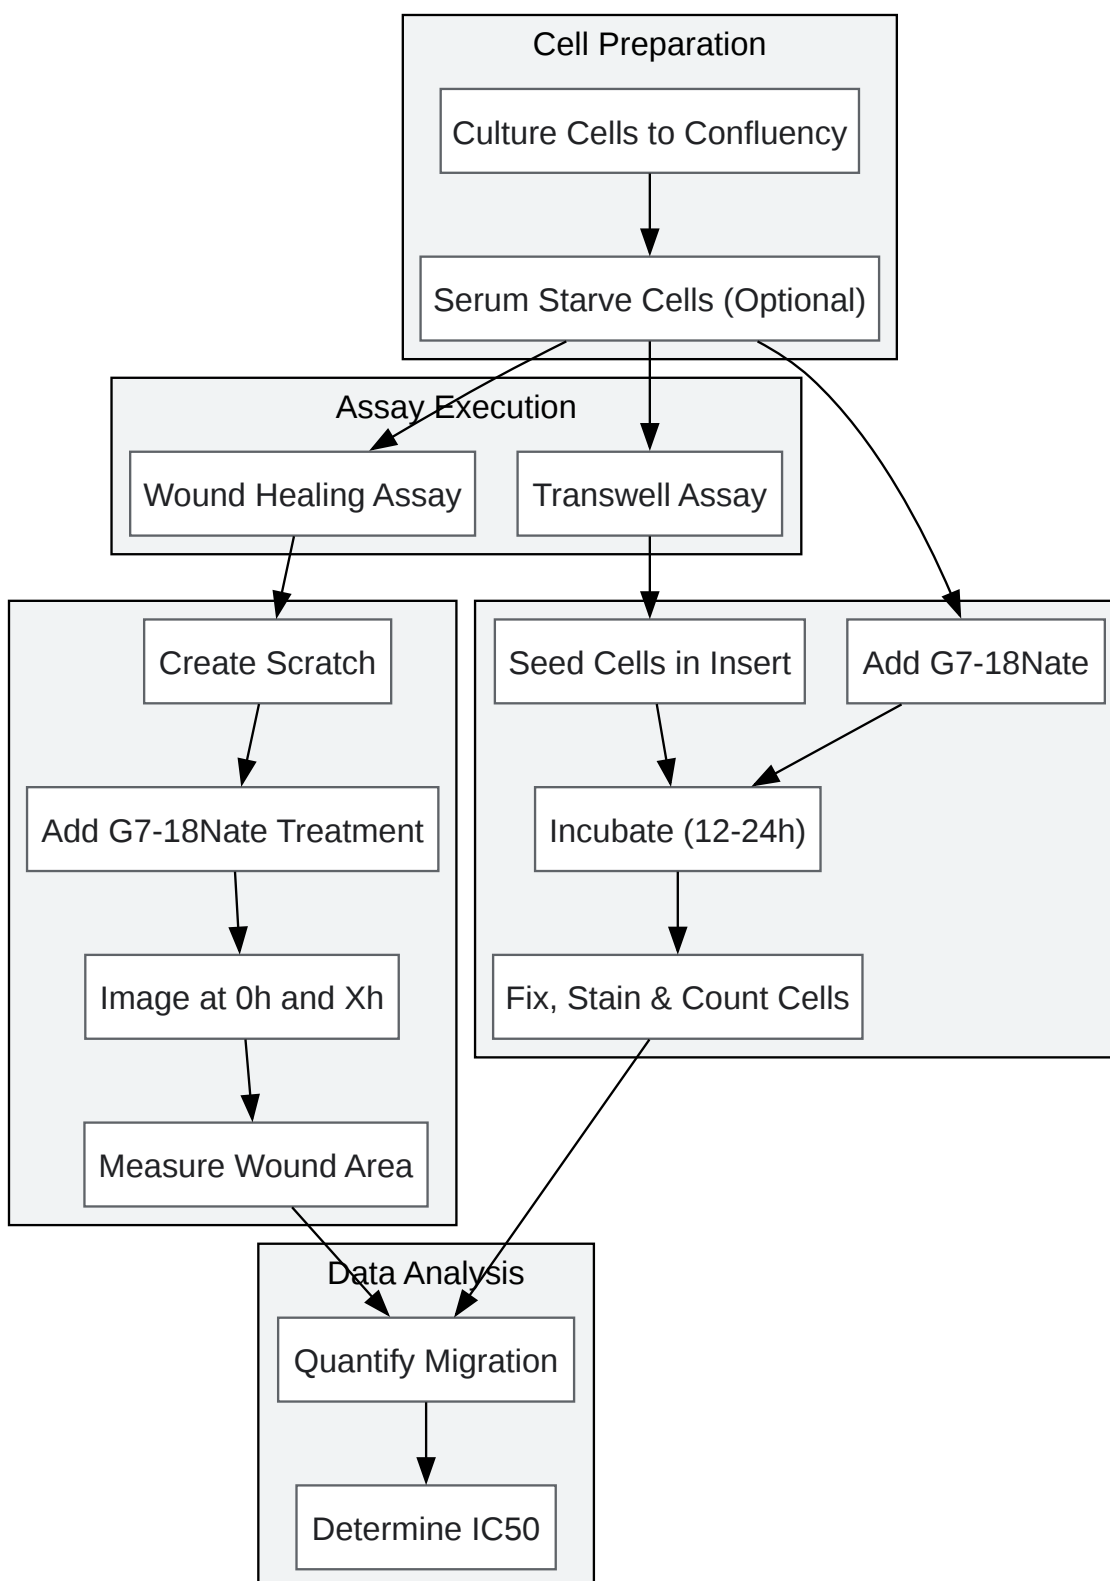 Cell Preparation
Culture Cells to Confluency
Serum Starve Cells (Optional)
Assay Execution
Wound Healing Assay
Transwell Assay
Create Scratch
Seed Cells in Insert
Add G7-18Nate
Add G7-18Nate Treatment
Incubate (12-24h)
Image at 0h and Xh
Fix, Stain & Count Cells
Measure Wound Area
Data Analysis
Quantify Migration
Determine IC50